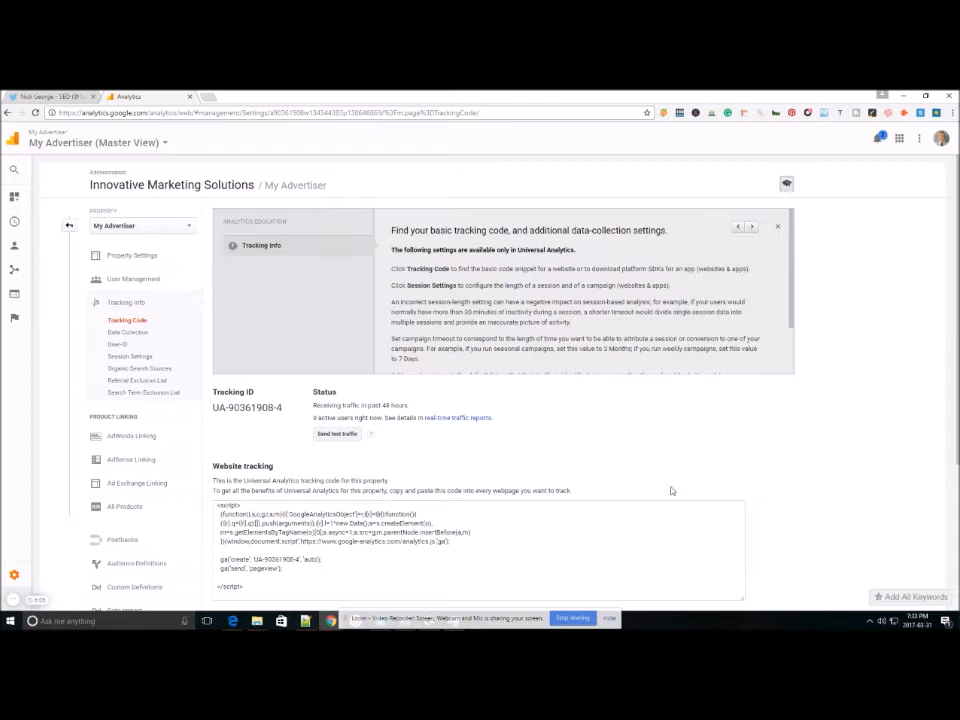 Nick George - SEO (@
Analytics
https://analytics.google.com/analytics/web/#management/Settings/a90361908w134544383p138646869/%3Fm.page%3DTrackingCode/
My Advertiser
My Advertiser (Master View)
Administration
Innovative Marketing Solutions / My Advertiser
PROPERTY
My Advertiser
Property Settings
User Management
.js Tracking Info
Tracking Code
Data Collection
User-ID
Session Settings
Organic Search Sources
Referral Exclusion List
Search Term Exclusion List
PRODUCT LINKING
AdWords Linking
AdSense Linking
Ad Exchange Linking
All Products
Postbacks
Audience Definitions
Dd Custom Definitions
ANALYTICS EDUCATION
Tracking Info
Find your basic tracking code, and additional data-collection settings.
The following settings are available only in Universal Analytics.
Click Tracking Code to find the basic code snippet for a website or to download platform SDKs for an app (websites & apps).
Click Session Settings to configure the length of a session and of a campaign (websites & apps).
An incorrect session-length setting can have a negative impact on session-based analysis; for example, if your users would
normally have more than 30 minutes of inactivity during a session, a shorter timeout would divide single-session data into
multiple sessions and provide an inaccurate picture of activity.
Set campaign timeout to correspond to the length of time you want to be able to attribute a session or conversion to one of your
campaigns. For example, if you run seasonal campaigns, set this value to 3 Months; if you run weekly campaigns, set this value
to 7 Days.
Tracking ID
UA-90361908-4
Status
Receiving traffic in past 48 hours.
0 active users right now. See details in real-time traffic reports.
Send test traffic
Website tracking
This is the Universal Analytics tracking code for this property
To get all the benefits of Universal Analytics for this property, copy and paste this code into every webpage you want to track.
<script>
(function(i,s,o,g,r,a,m){i['GoogleAnalyticsObject']=r;i[r]=i[r]||function(){
(i[r].q=i[r].q||[]).push(arguments)},i[r].l=1*new Date();a=s.createElement(o),
m=s.getElementsByTagName(o)[0];a.async=1;a.src=g;m.parentNode.insertBefore(a,m)
})(window,document,'script','https://www.google-analytics.com/analytics.js','ga');
ga('create', 'UA-90361908-4', 'auto');
ga('send', 'pageview');
</script>
Add All Keywords
Ask me anything
Loom - Video Recorder: Screen, Webcam and Mic is sharing your screen.
Stop sharing
Hide
7:33 PM
2017-03-31